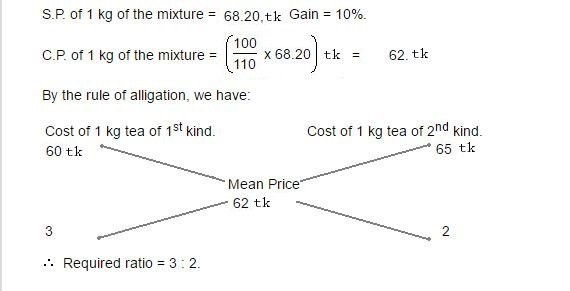 S.P. of 1 kg of the mixture = 68.20,tk Gain = 10%.
C.P. of 1 kg of the mixture = (100/110 x 68.20) tk = 62. tk
By the rule of alligation, we have:
Cost of 1 kg tea of 1st kind. Cost of 1 kg tea of 2nd kind.
60 tk 65 tk
Mean Price
62 tk
3 2
∴ Required ratio = 3 : 2.